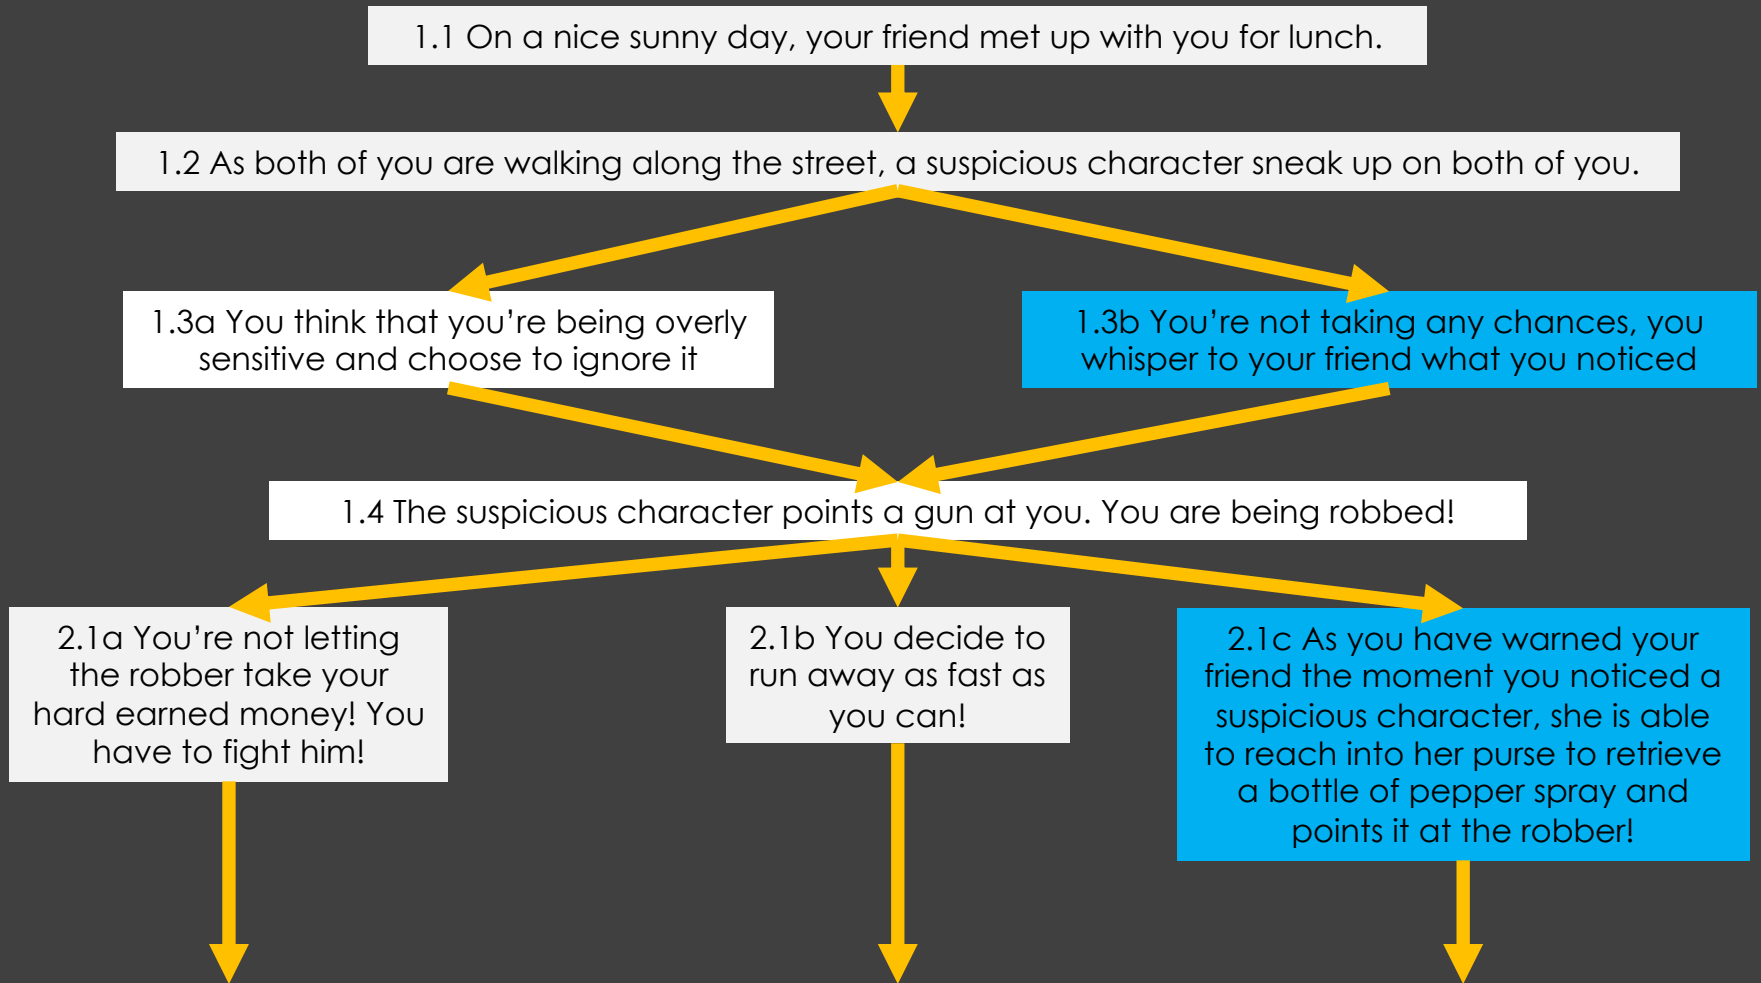 1.1 On a nice sunny day, your friend met up with you for lunch.
1.2 As both of you are walking along the street, a suspicious character sneak up on both of you.
1.3a You think that you’re being overly
sensitive and choose to ignore it
1.3b You’re not taking any chances, you
whisper to your friend what you noticed
1.4 The suspicious character points a gun at you. You are being robbed!
2.1a You’re not letting
the robber take your
hard earned money! You
have to fight him!
2.1b You decide to
run away as fast as
you can!
2.1c As you have warned your
friend the moment you noticed a
suspicious character, she is able
to reach into her purse to retrieve
a bottle of pepper spray and
points it at the robber!